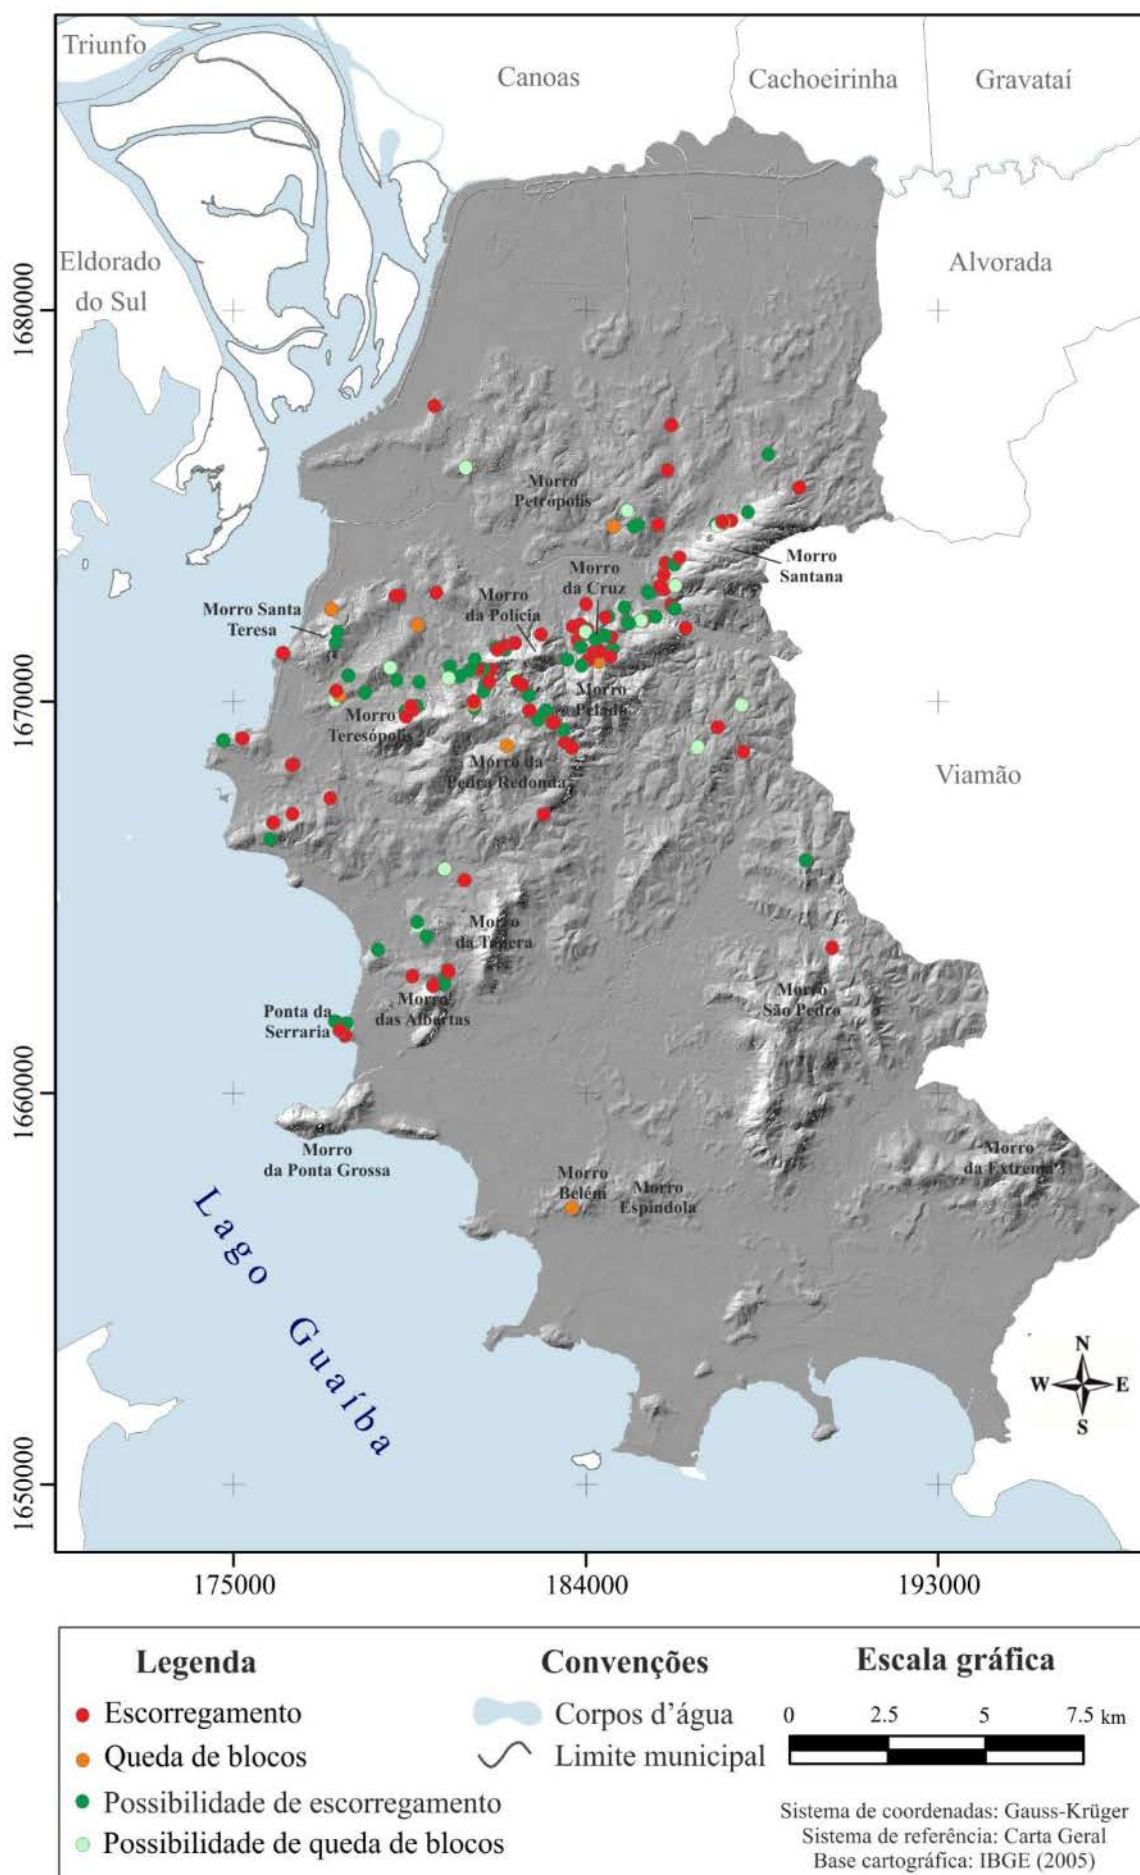 Triunfo
Canoas
Cachoeirinha
Gravataí
Eldorado
do Sul
Alvorada
1680000
Morro
Petrópolis
Morro
Santana
Morro
da Cruz
Morro
da Polícia
Morro Santa
Teresa
1670000
Morro
Pelado
Morro
Teresópolis
Morro da
Pedra Redonda
Viamão
Morro
da Tapera
Morro
São Pedro
Morro
das Abertas
Ponta da
Serraria
1660000
Morro
da Ponta Grossa
Morro
da Extrema
Morro
Belém
Morro
Espíndola
Lago Guaíba
N
W
E
S
1650000
175000
184000
193000
Legenda
Escorregamento
Queda de blocos
Possibilidade de escorregamento
Possibilidade de queda de blocos
Convenções
Corpos d’água
Limite municipal
Escala gráfica
0 2.5 5 7.5 km
Sistema de coordenadas: Gauss-Krüger
Sistema de referência: Carta Geral
Base cartográfica: IBGE (2005)